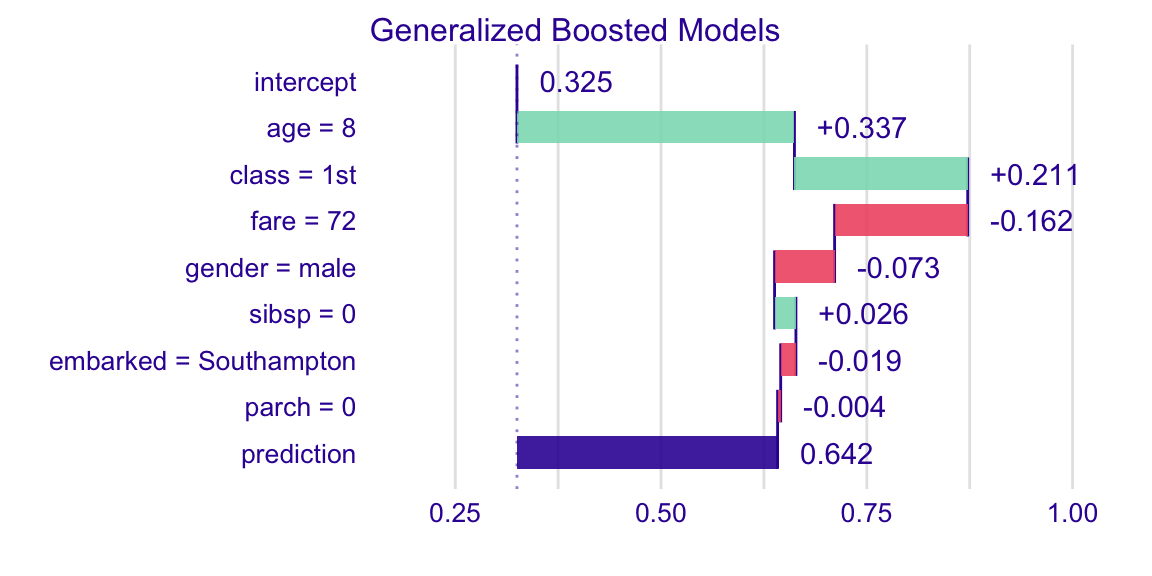 Generalized Boosted Models
intercept 0.325
age = 8 +0.337
class = 1st +0.211
fare = 72 -0.162
gender = male -0.073
sibsp = 0 +0.026
embarked = Southampton -0.019
parch = 0 -0.004
prediction 0.642
0.25 0.50 0.75 1.00